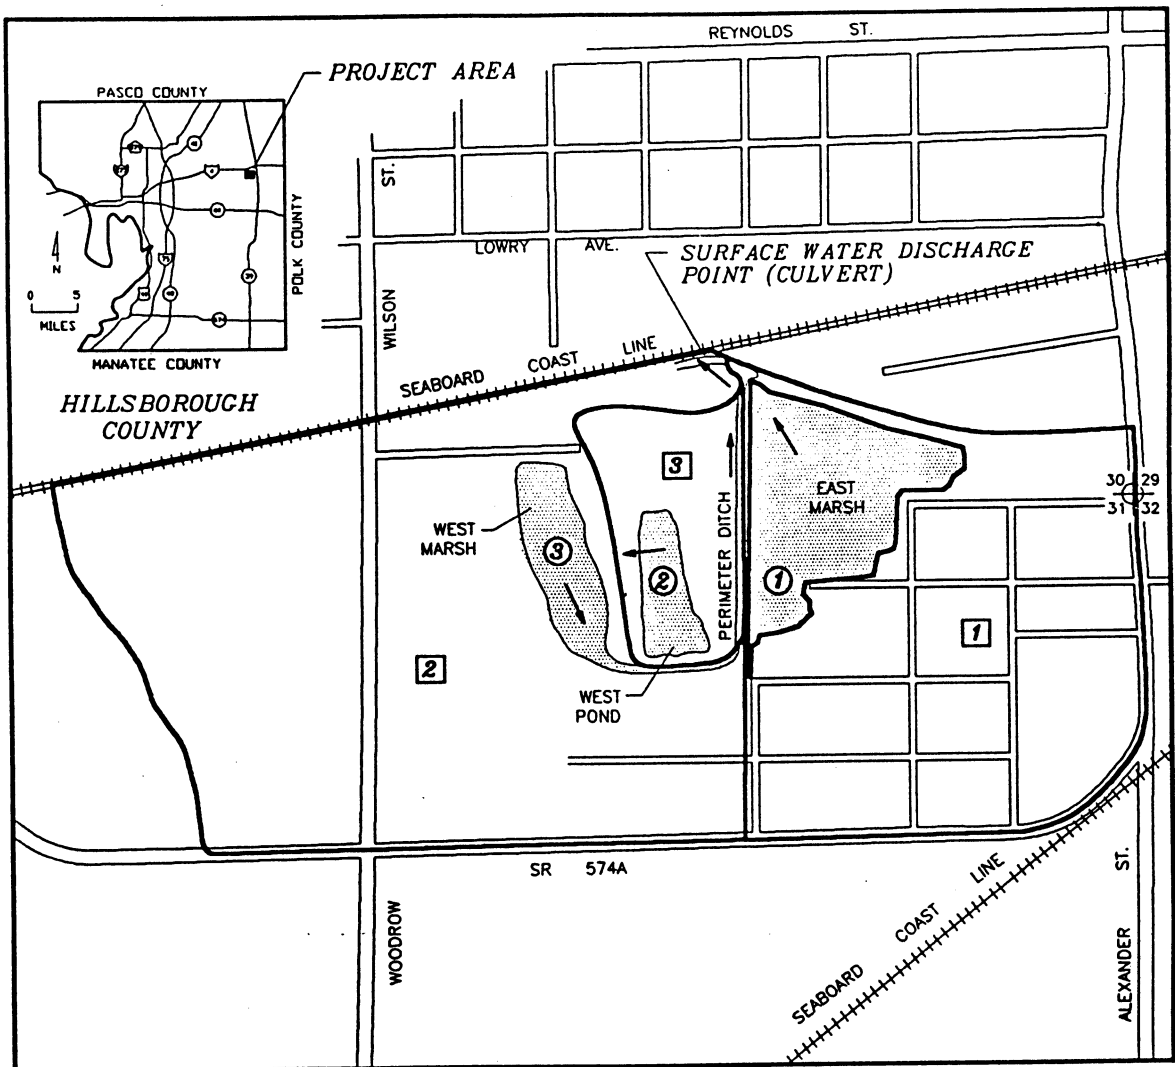 REYNOLDS ST.
PROJECT AREA
PASCO COUNTY
POLK COUNTY
N
0 5
MILES
MANATEE COUNTY
HILLSBOROUGH
COUNTY
ST.
WILSON
LOWRY AVE.
SURFACE WATER DISCHARGE
POINT (CULVERT)
SEABOARD COAST LINE
3
30 29
31 32
EAST
MARSH
WEST
MARSH
PERIMETER DITCH
3
2
1
1
2
WEST
POND
SR 574A
WOODROW
SEABOARD COAST LINE
ALEXANDER ST.